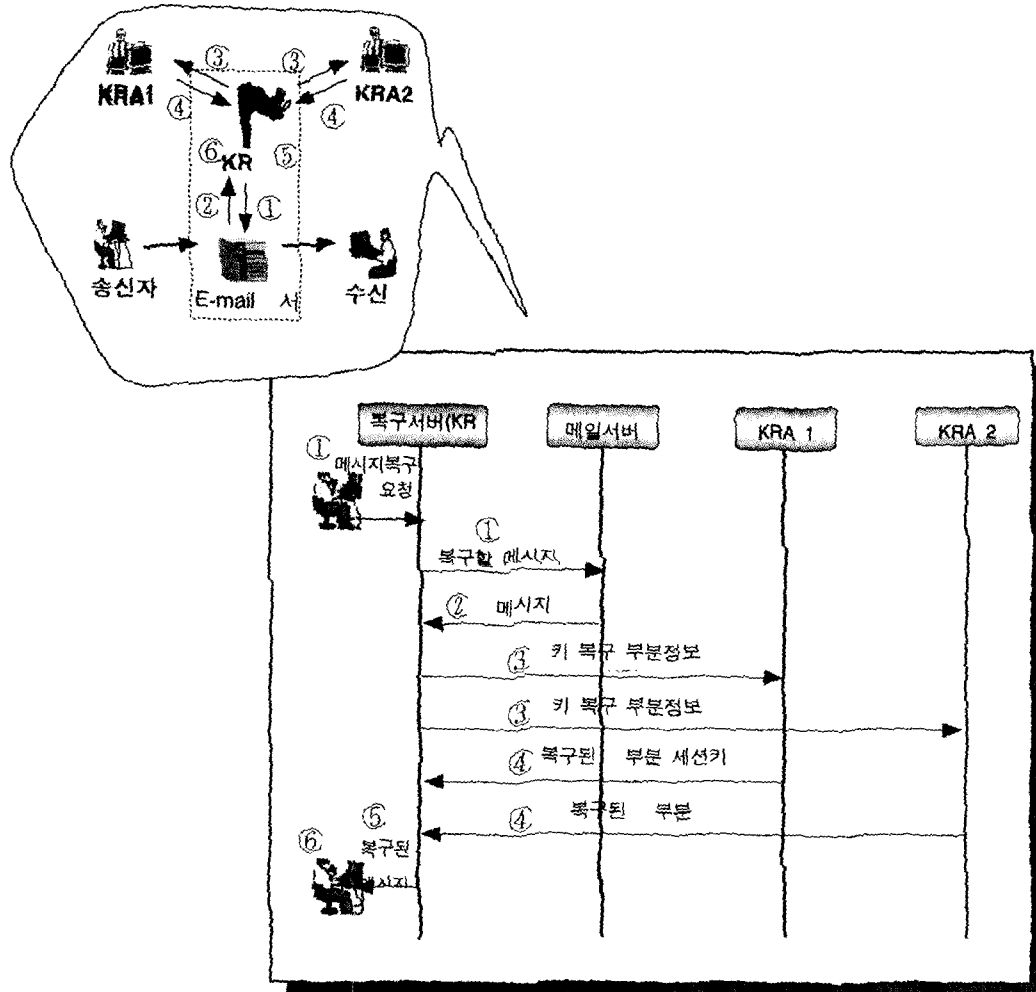 ③ ③
KRA1 KRA2
④ ④
⑥ KR ⑤
② ①
송신자 E-mail 서 수신
복구서버(KR 메일서버 KRA 1 KRA 2
① 메시지복구
요청
①
복구할 메시지
② 메시지
③ 키 복구 부분정보
③ 키 복구 부분정보
④ 복구된 부분 세션키
④ 복구된 부분
⑤
⑥ 복구된
메시지